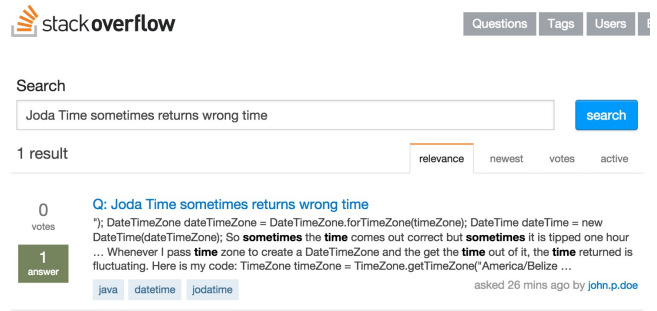 stackoverflow
Questions Tags Users
Search
Joda Time sometimes returns wrong time
search
1 result
relevance newest votes active
0
votes
1
answer
Q: Joda Time sometimes returns wrong time
"); DateTimeZone dateTimeZone = DateTimeZone.forTimeZone(timeZone); DateTime dateTime = new
DateTime(dateTimeZone); So sometimes the time comes out correct but sometimes it is tipped one hour
… Whenever I pass time zone to create a DateTimeZone and the get the time out of it, the time returned is
fluctuating. Here is my code: TimeZone timeZone = TimeZone.getTimeZone("America/Belize …
java datetime jodatime
asked 26 mins ago by john.p.doe